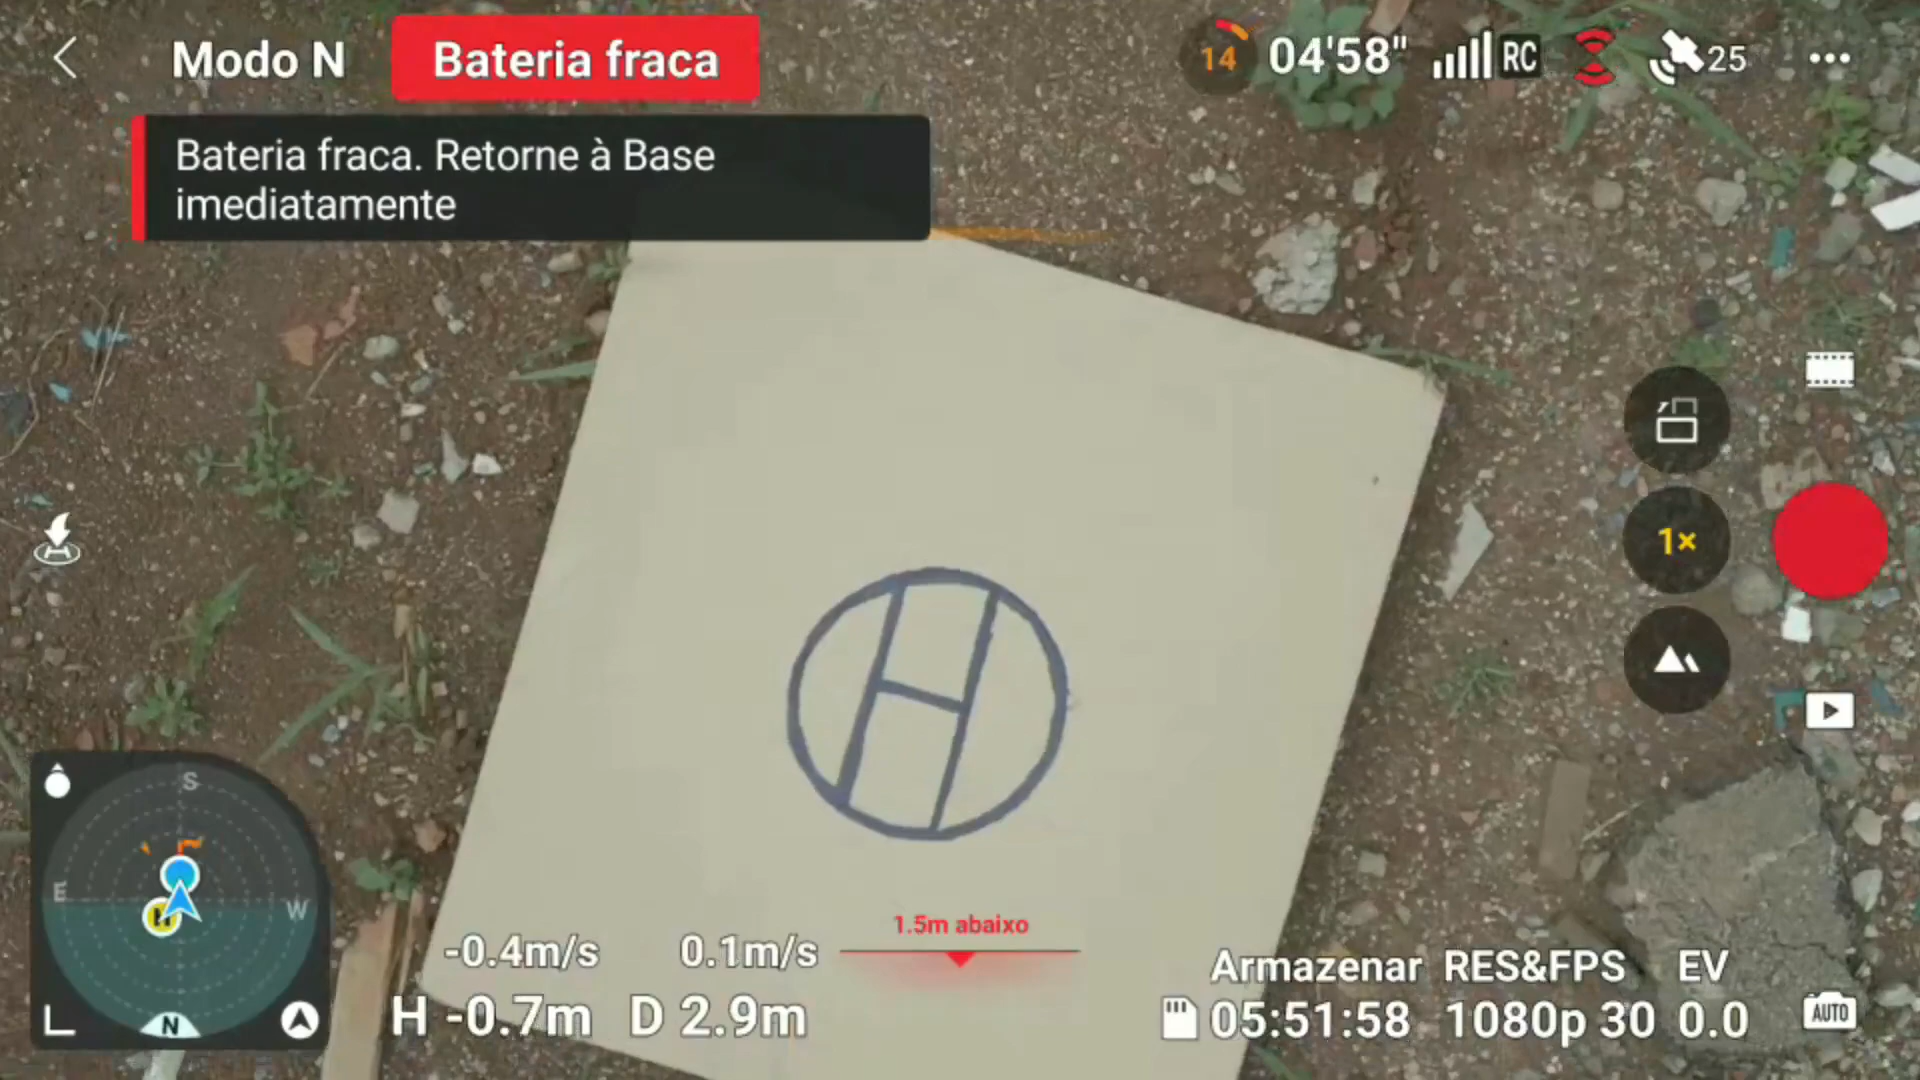 Modo N
Bateria fraca
14
04'58"
RC
25
Bateria fraca. Retorne à Base
imediatamente
1×
H
S
E
W
H
N
1.5m abaixo
-0.4m/s
0.1m/s
H -0.7m
D 2.9m
Armazenar
RES&FPS
EV
05:51:58
1080p 30
0.0
AUTO